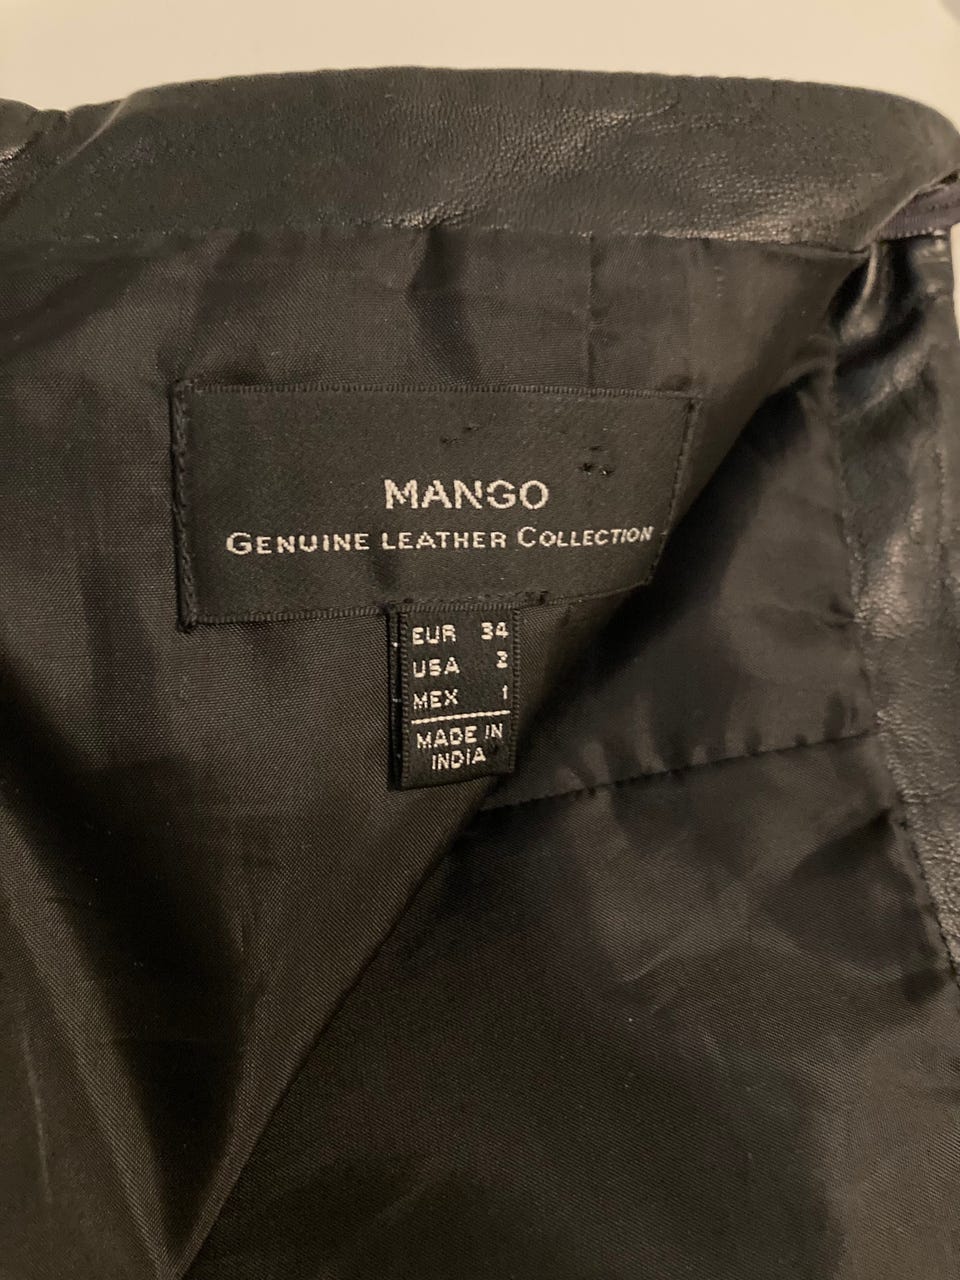 MANGO
GENUINE LEATHER COLLECTION
EUR 34
USA 2
MEX 1
MADE IN
INDIA